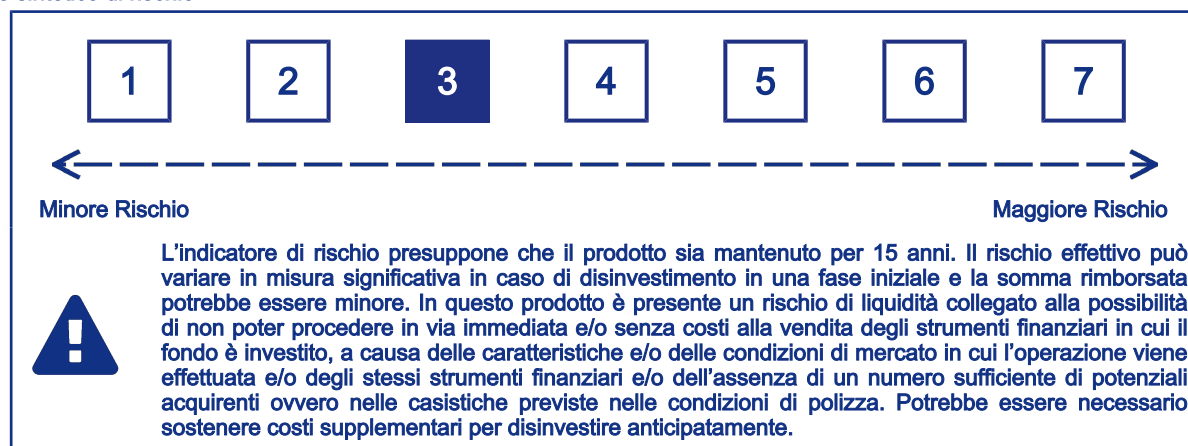 1 2 3 4 5 6 7
Minore Rischio Maggiore Rischio
L'indicatore di rischio presuppone che il prodotto sia mantenuto per 15 anni. Il rischio effettivo può
variare in misura significativa in caso di disinvestimento in una fase iniziale e la somma rimborsata
potrebbe essere minore. In questo prodotto è presente un rischio di liquidità collegato alla possibilità
di non poter procedere in via immediata e/o senza costi alla vendita degli strumenti finanziari in cui il
fondo è investito, a causa delle caratteristiche e/o delle condizioni di mercato in cui l'operazione viene
effettuata e/o degli stessi strumenti finanziari e/o dell'assenza di un numero sufficiente di potenziali
acquirenti ovvero nelle casistiche previste nelle condizioni di polizza. Potrebbe essere necessario
sostenere costi supplementari per disinvestire anticipatamente.